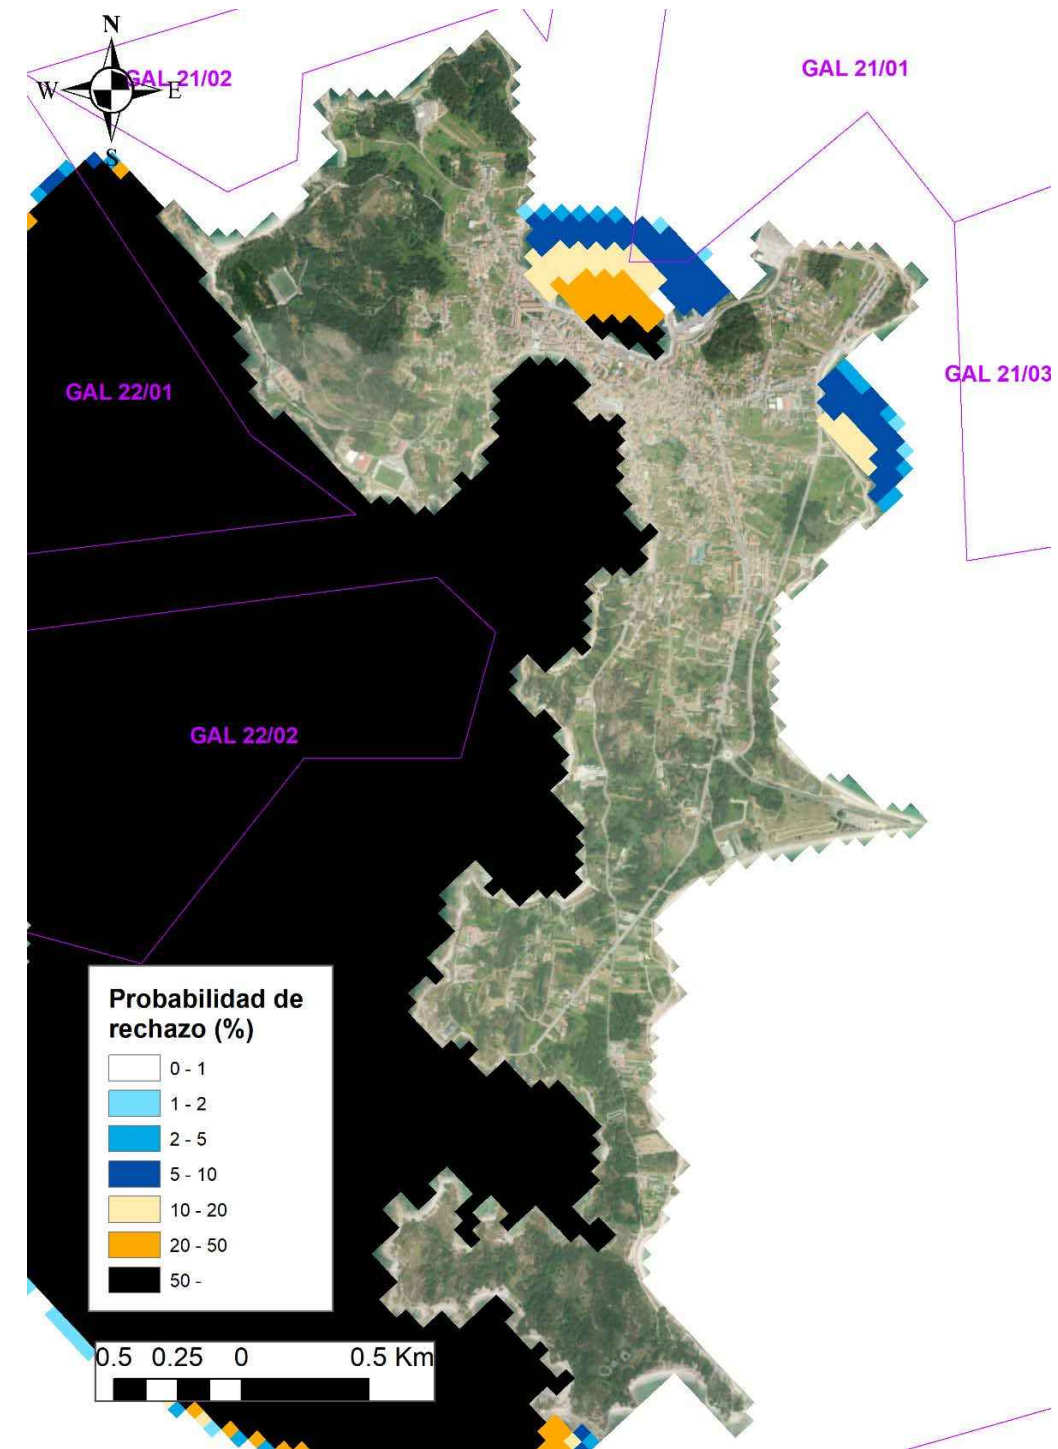 N
GAL 21/02
W
E
S
GAL 21/01
GAL 22/01
GAL 21/03
GAL 22/02
Probabilidad de
rechazo (%)
0 - 1
1 - 2
2 - 5
5 - 10
10 - 20
20 - 50
50 -
0.5 0.25 0 0.5 Km